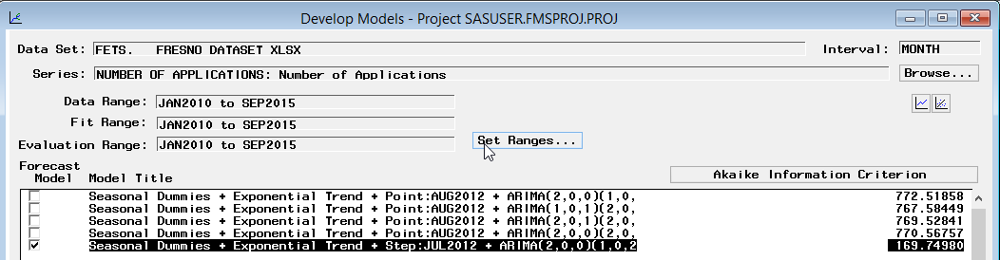 Develop Models - Project SASUSER.FMSPROJ.PROJ
Data Set: FETS. FRESNO DATASET XLSX Interval: MONTH
Series: NUMBER OF APPLICATIONS: Number of Applications Browse...
Data Range: JAN2010 to SEP2015
Fit Range: JAN2010 to SEP2015
Evaluation Range: JAN2010 to SEP2015 Set Ranges...
Forecast
Model Model Title Akaike Information Criterion
Seasonal Dummies + Exponential Trend + Point:AUG2012 + ARIMA(2,0,0)(1,0, 772.51858
Seasonal Dummies + Exponential Trend + Point:AUG2012 + ARIMA(1,0,1)(2,0, 767.58449
Seasonal Dummies + Exponential Trend + Point:AUG2012 + ARIMA(1,0,0)(2,0, 769.52841
Seasonal Dummies + Exponential Trend + Point:AUG2012 + ARIMA(2,0,0)(2,0, 770.56757
Seasonal Dummies + Exponential Trend + Step:JUL2012 + ARIMA(2,0,0)(1,0,2 169.74980